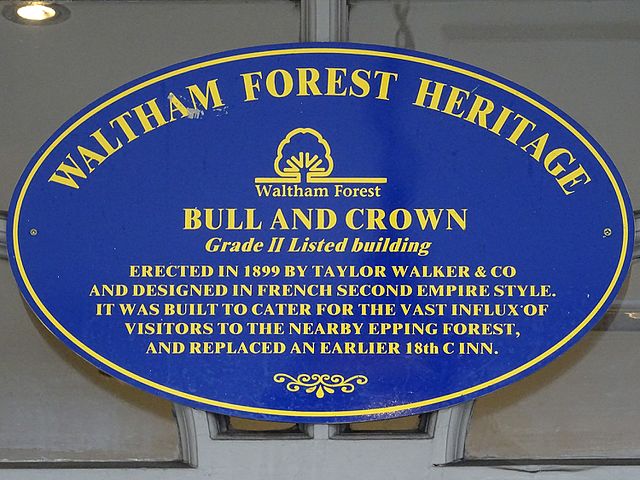 WALTHAM FOREST HERITAGE
Waltham Forest
BULL AND CROWN
Grade II Listed building
ERECTED IN 1899 BY TAYLOR WALKER & CO
AND DESIGNED IN FRENCH SECOND EMPIRE STYLE.
IT WAS BUILT TO CATER FOR THE VAST INFLUX OF
VISITORS TO THE NEARBY EPPING FOREST,
AND REPLACED AN EARLIER 18th C INN.